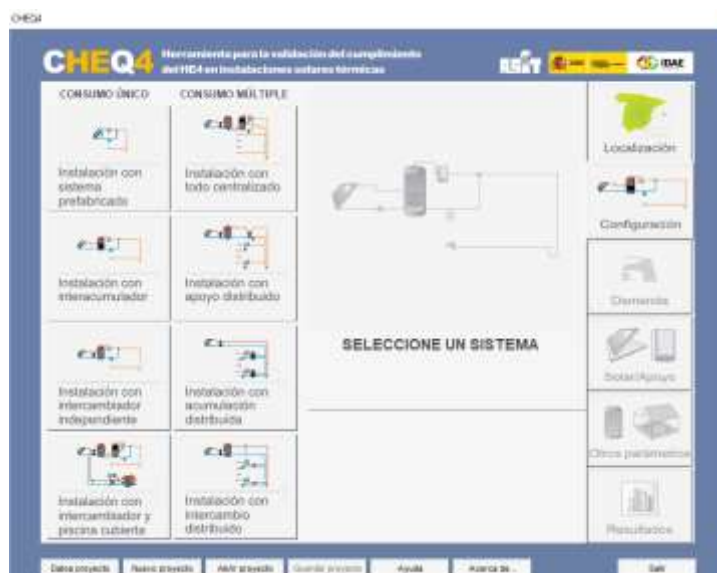 CHEQ4
CHEQ4
Herramienta para la validación del cumplimiento
del HE4 en instalaciones solares térmicas
ASIT
IDAE
CONSUMO ÚNICO
CONSUMO MÚLTIPLE
Instalación con
sistema
prefabricado
Instalación con
todo centralizado
Instalación con
interacumulador
Instalación con
apoyo distribuido
Instalación con
intercambiador
independiente
Instalación con
acumulación
distribuida
Instalación con
intercambiador y
piscina cubierta
Instalación con
intercambio
distribuido
SELECCIONE UN SISTEMA
Localización
Configuración
Demanda
Solar/Apoyo
Otros parámetros
Resultados
Datos proyecto
Nuevo proyecto
Abrir proyecto
Guardar proyecto
Ayuda
Acerca de...
Salir